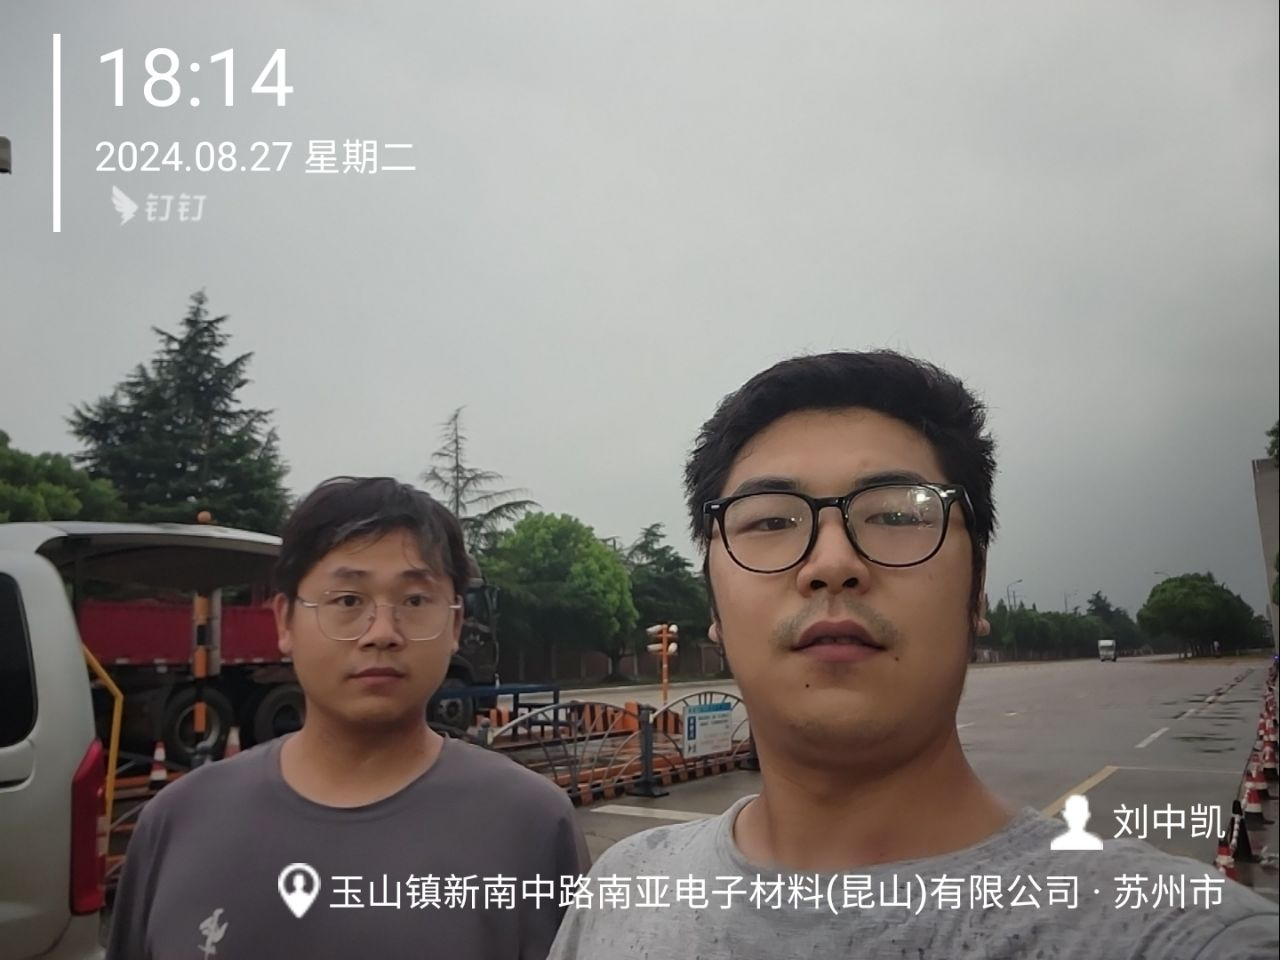 18:14
2024.08.27 星期二
钉钉
刘中凯
玉山镇新南中路南亚电子材料(昆山)有限公司 · 苏州市